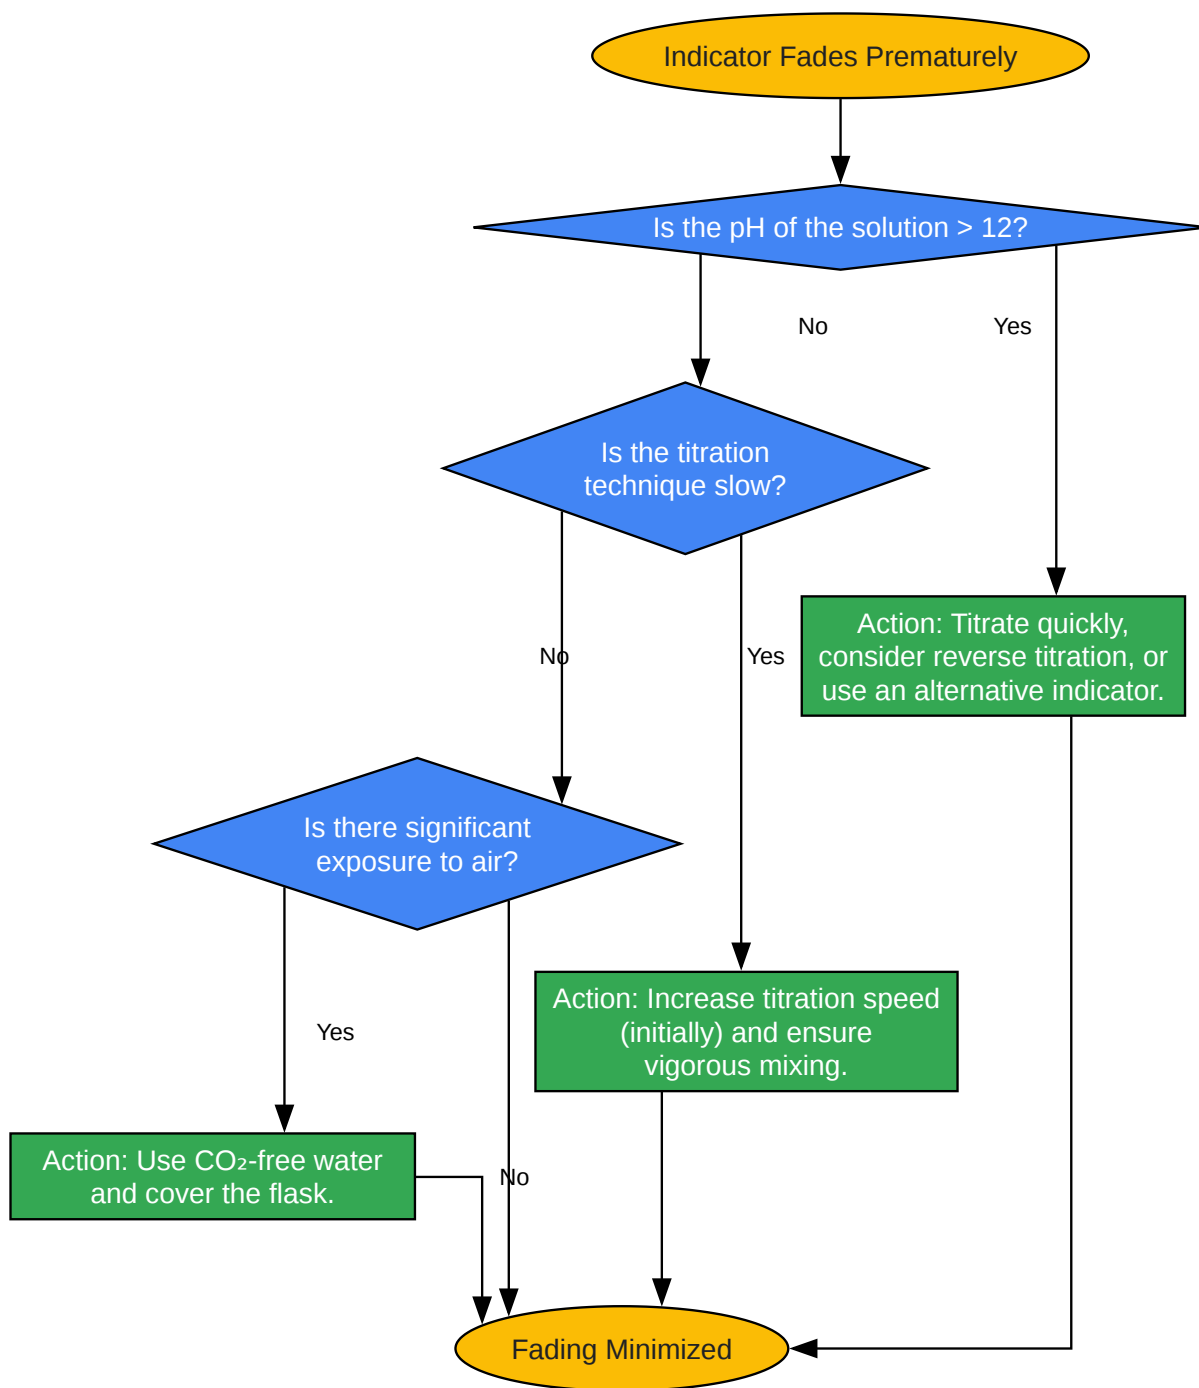 Indicator Fades Prematurely
Is the pH of the solution > 12?
No
Yes
Is the titration
technique slow?
Action: Titrate quickly,
consider reverse titration, or
use an alternative indicator.
No
Yes
Is there significant
exposure to air?
Action: Increase titration speed
(initially) and ensure
vigorous mixing.
Yes
Action: Use CO₂-free water
and cover the flask.
No
Fading Minimized